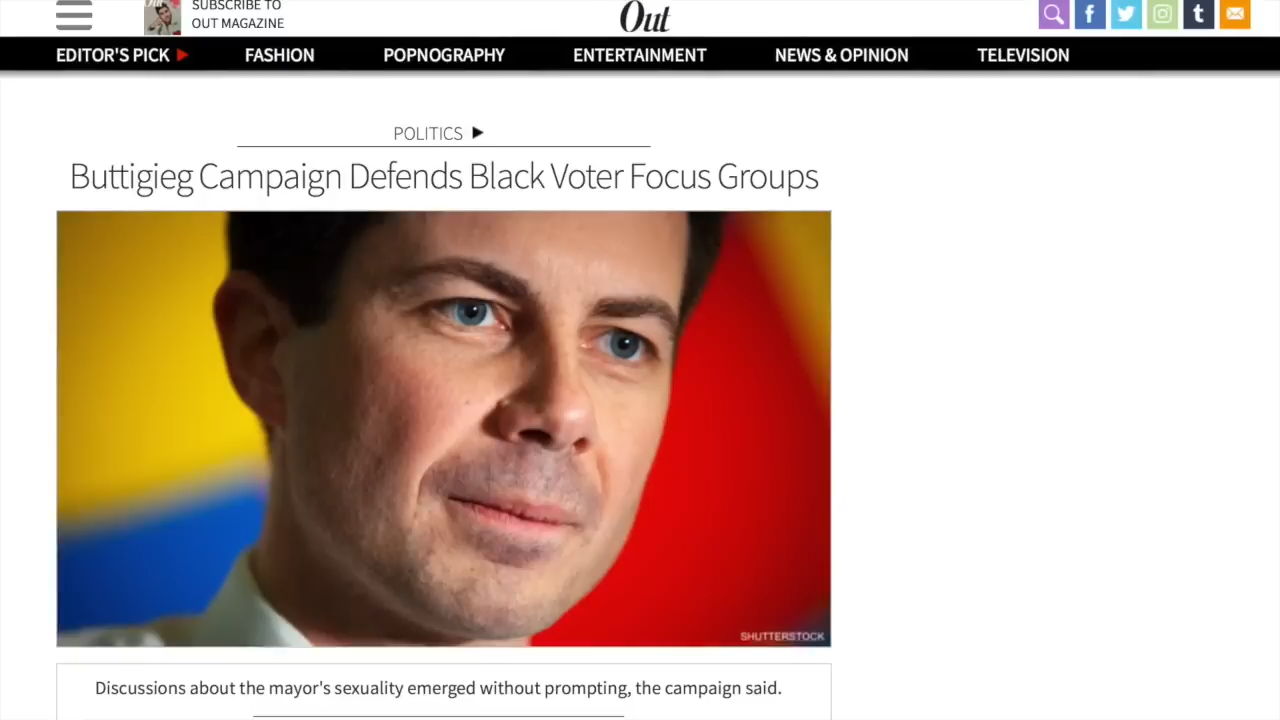 SUBSCRIBE TO
OUT MAGAZINE
Out
EDITOR'S PICK
FASHION
POPNOGRAPHY
ENTERTAINMENT
NEWS & OPINION
TELEVISION
POLITICS
Buttigieg Campaign Defends Black Voter Focus Groups
SHUTTERSTOCK
Discussions about the mayor's sexuality emerged without prompting, the campaign said.